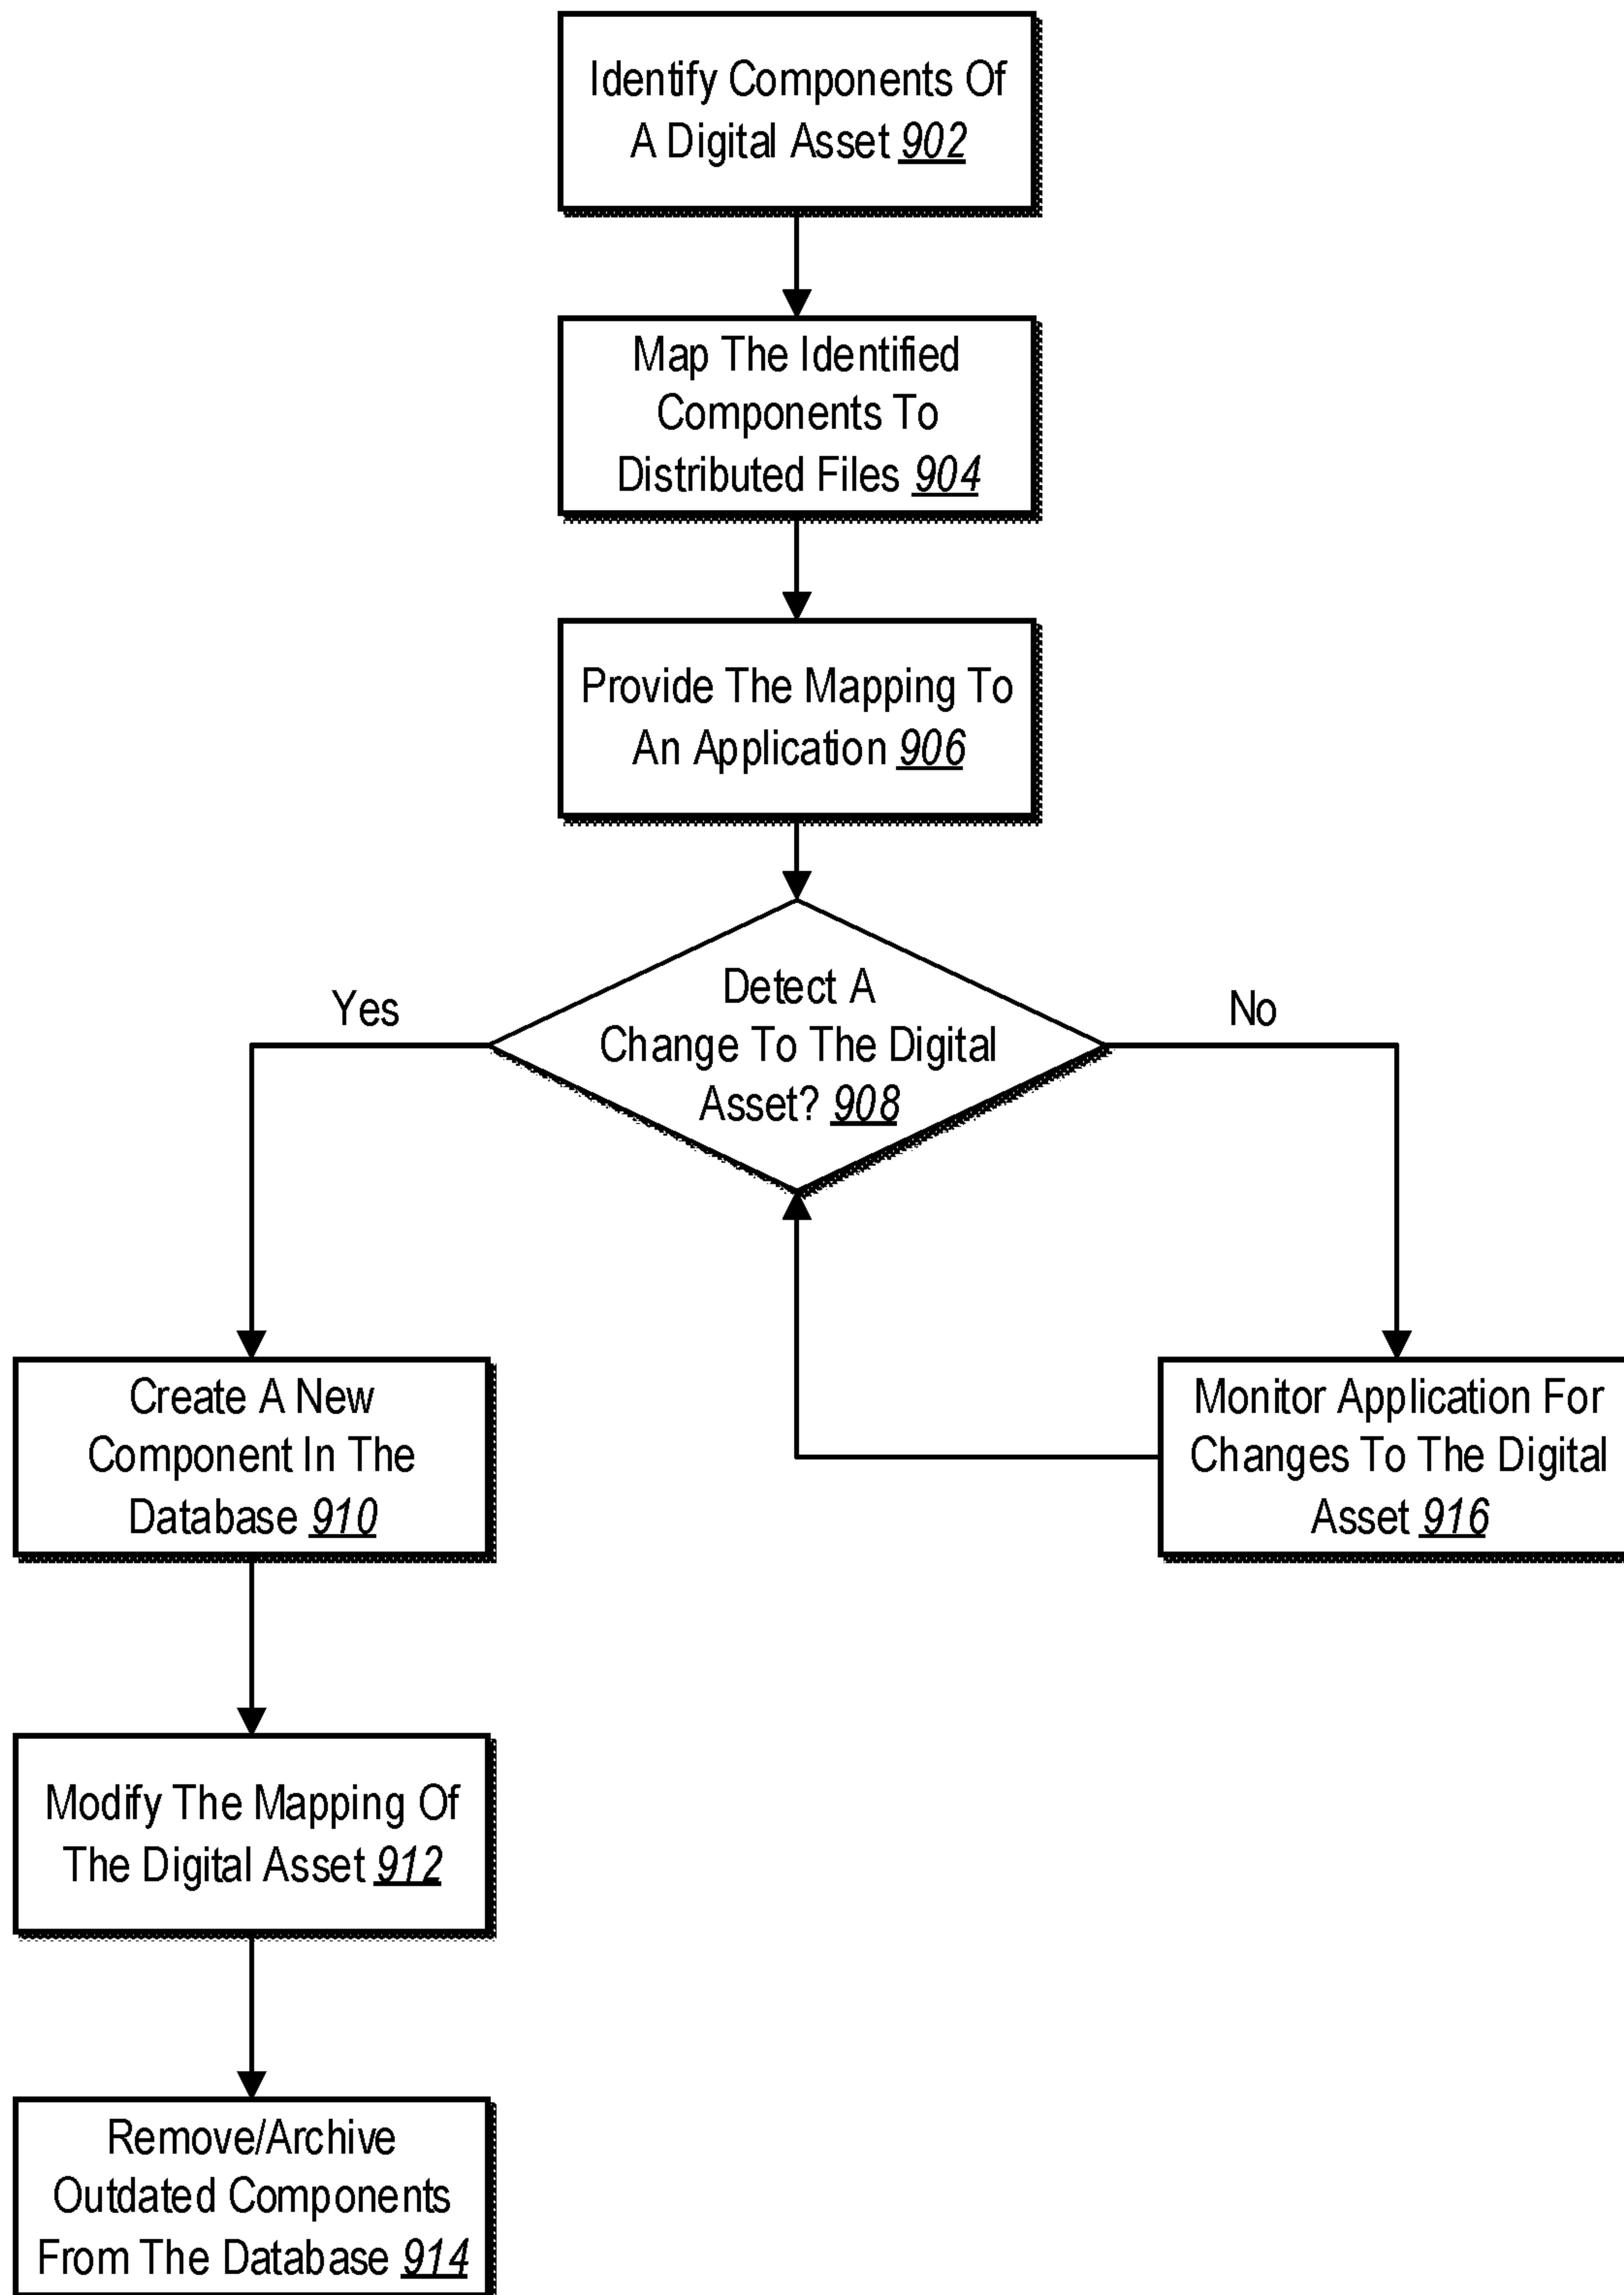 Identify Components Of
A Digital Asset 902
Map The Identified
Components To
Distributed Files 904
Provide The Mapping To
An Application 906
Detect A
Change To The Digital
Asset? 908
Yes
No
Create A New
Component In The
Database 910
Monitor Application For
Changes To The Digital
Asset 916
Modify The Mapping Of
The Digital Asset 912
Remove/Archive
Outdated Components
From The Database 914